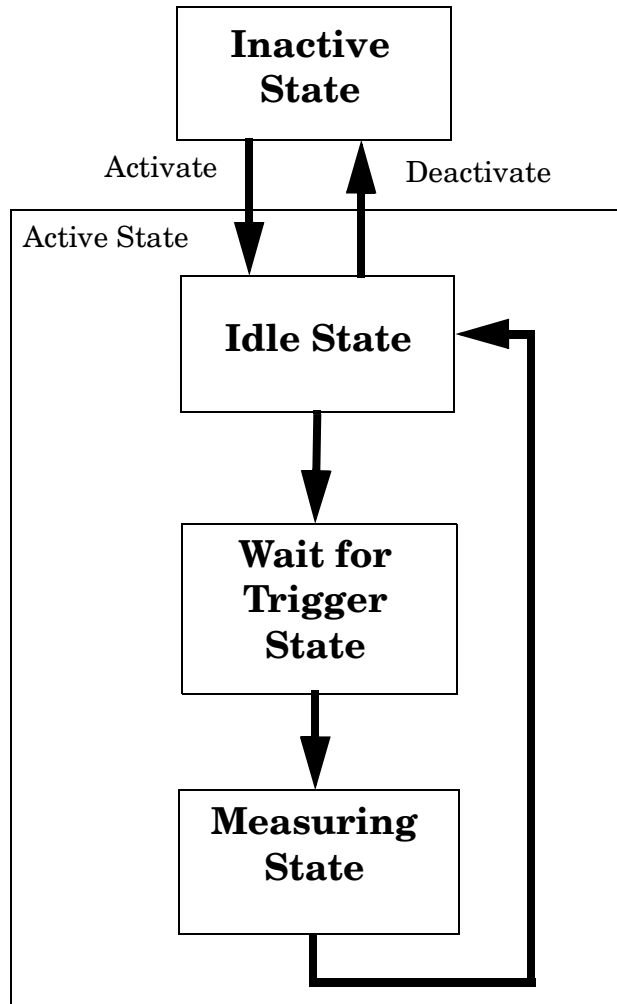 Inactive
State
Activate
Deactivate
Active State
Idle State
Wait for
Trigger
State
Measuring
State